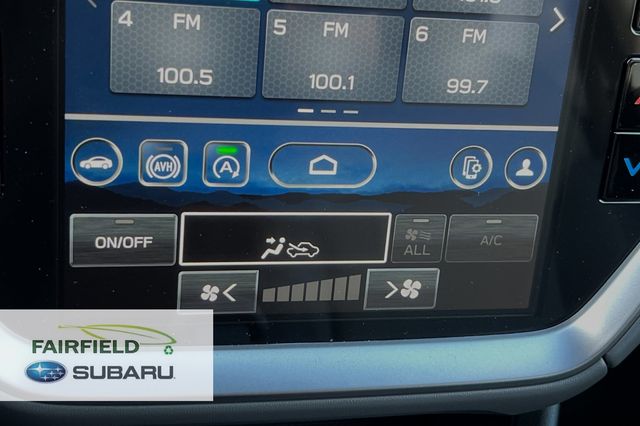 4 FM
100.5
5 FM
100.1
6 FM
99.7
AVH
A
ON/OFF
ALL
A/C
FAIRFIELD
SUBARU